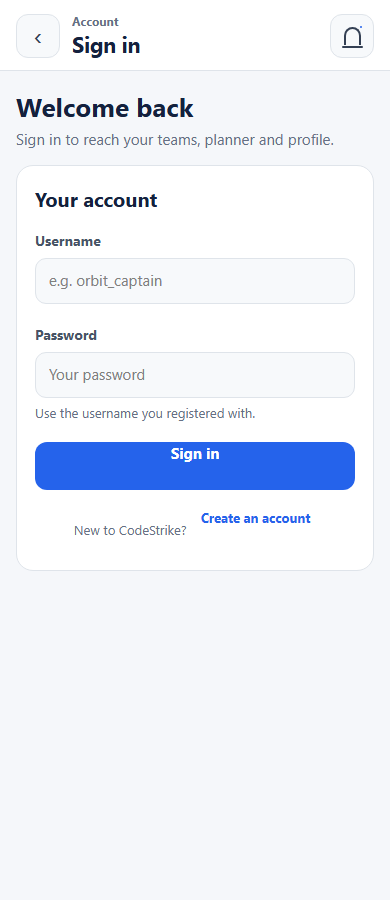 Account
Sign in
Welcome back
Sign in to reach your teams, planner and profile.
Your account
Username
e.g. orbit_captain
Password
Your password
Use the username you registered with.
Sign in
New to CodeStrike? Create an account